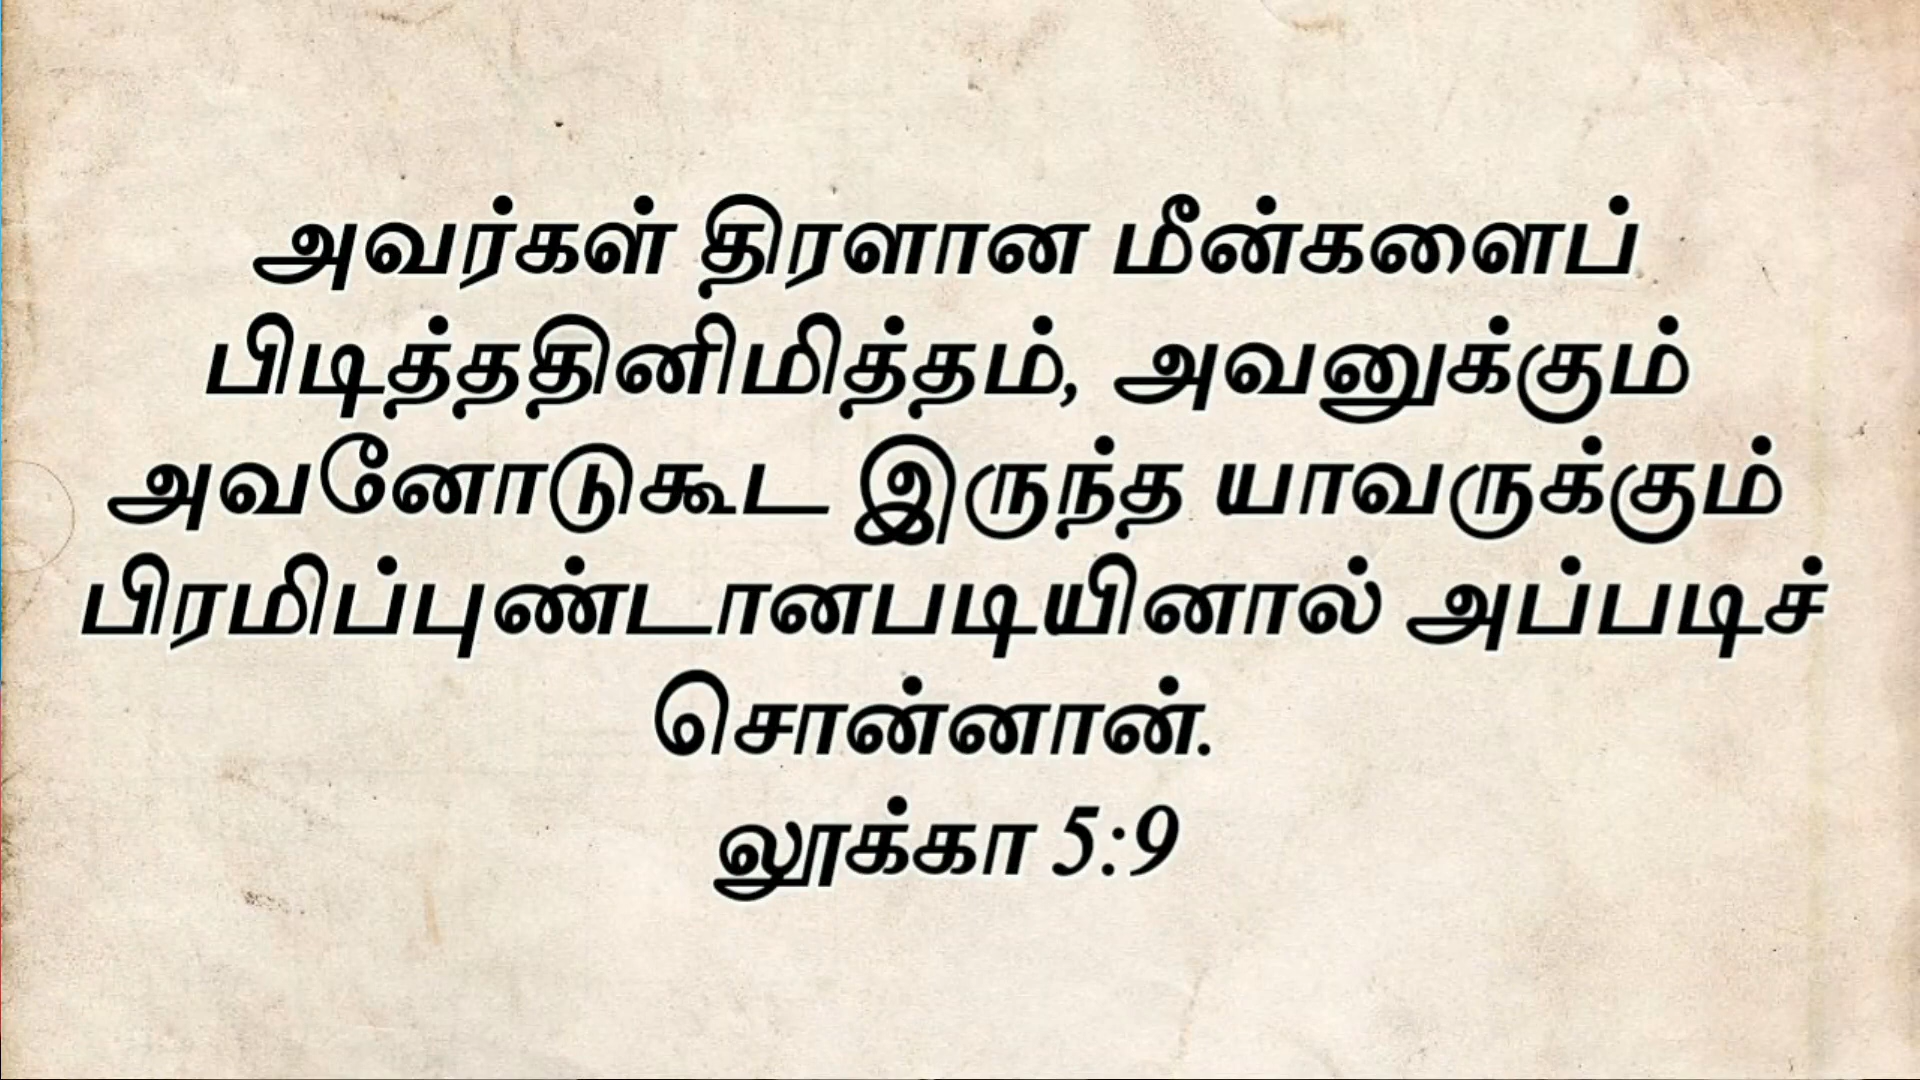 அவர்கள் திரளான மீன்களைப்
பிடித்ததினிமித்தம், அவனுக்கும்
அவனோடுகூட இருந்த யாவருக்கும்
பிரமிப்புண்டானபடியினால் அப்படிச்
சொன்னான்.
லூக்கா 5:9